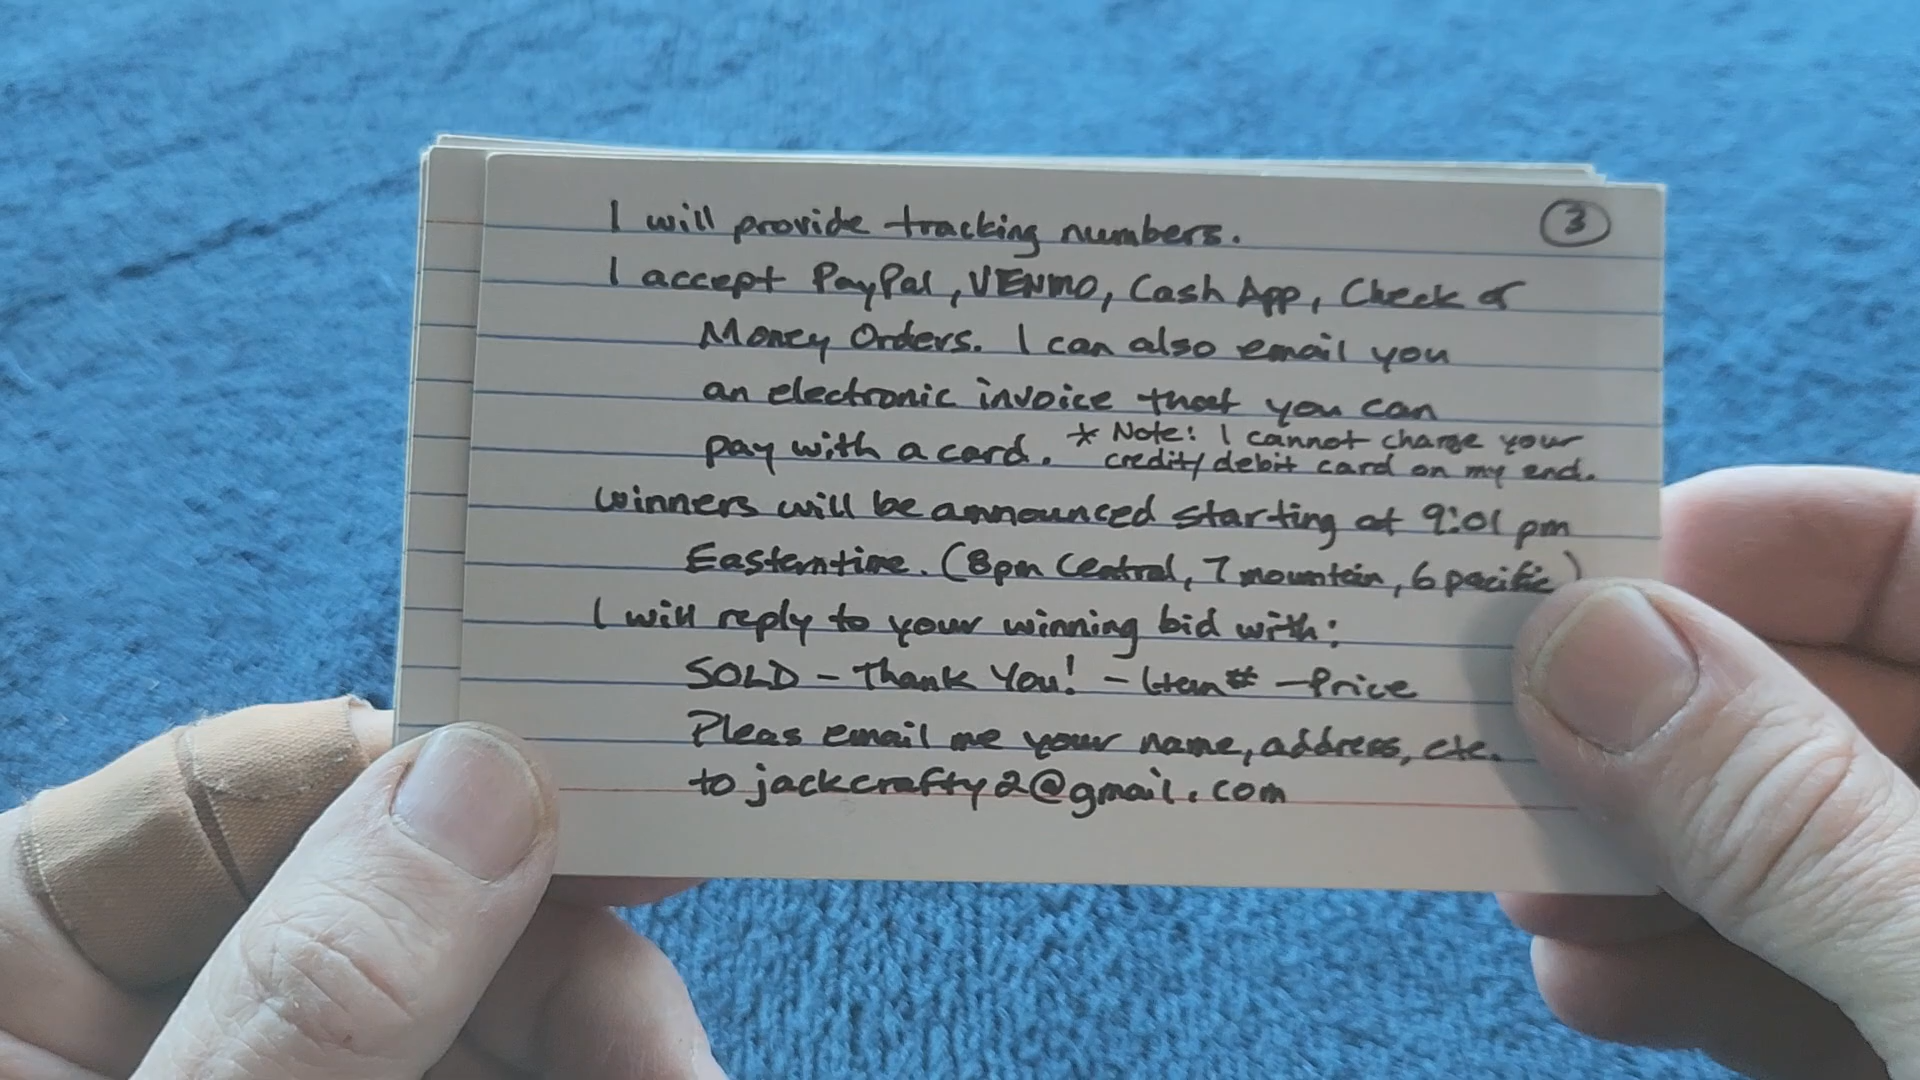 3
I will provide tracking numbers.
I accept PayPal, VENMO, Cash App, Check or
Money Orders. I can also email you
an electronic invoice that you can
pay with a card. * Note: I cannot charge your
credit/debit card on my end.
Winners will be announced starting at 9:01 pm
Eastern time. (8pm Central, 7 mountain, 6 pacific)
I will reply to your winning bid with:
SOLD - Thank You! - Item # - Price
Pleas email me your name, address, etc.
to jackcrafty2@gmail.com